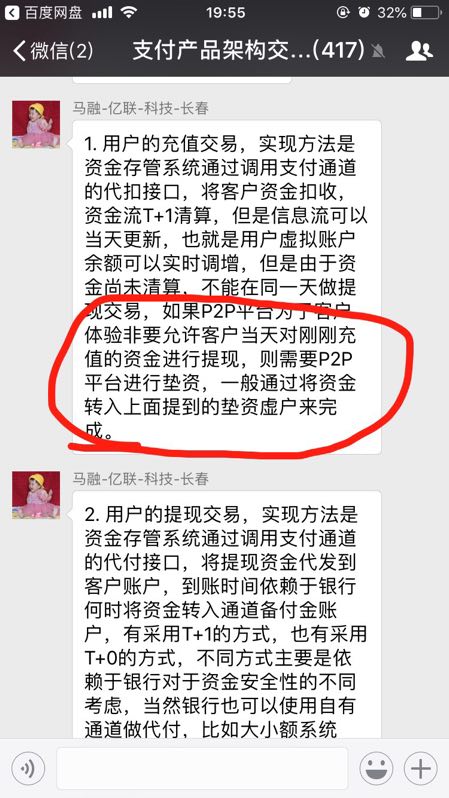 百度网盘 19:55 32%
微信(2) 支付产品架构交...(417)
马融-亿联-科技-长春
1. 用户的充值交易，实现方法是
资金存管系统通过调用支付通道
的代扣接口，将客户资金扣收，
资金流T+1清算，但是信息流可以
当天更新，也就是用户虚拟账户
余额可以实时调增，但是由于资
金尚未清算，不能在同一天做提
现交易，如果P2P平台为了客户
体验非要允许客户当天对刚刚充
值的资金进行提现，则需要P2P
平台进行垫资，一般通过将资金
转入上面提到的垫资虚户来完
成。
马融-亿联-科技-长春
2. 用户的提现交易，实现方法是
资金存管系统通过调用支付通道
的代付接口，将提现资金代发到
客户账户，到账时间依赖于银行
何时将资金转入通道备付金账
户，有采用T+1的方式，也有采用
T+0的方式，不同方式主要是依
赖于银行对于资金安全性的不同
考虑，当然银行也可以使用自有
通道做代付，比如大小额系统